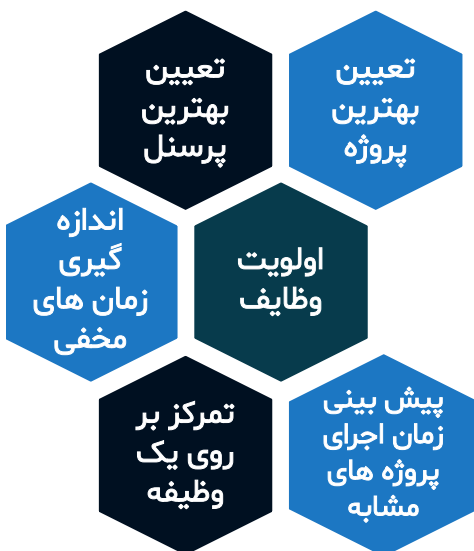 تعیین
بهترین
پروژه
تعیین
بهترین
پرسنل
اولویت
وظایف
اندازه
گیری
زمان های
مخفی
پیش بینی
زمان اجرای
پروژه های
مشابه
تمرکز بر
روی یک
وظیفه